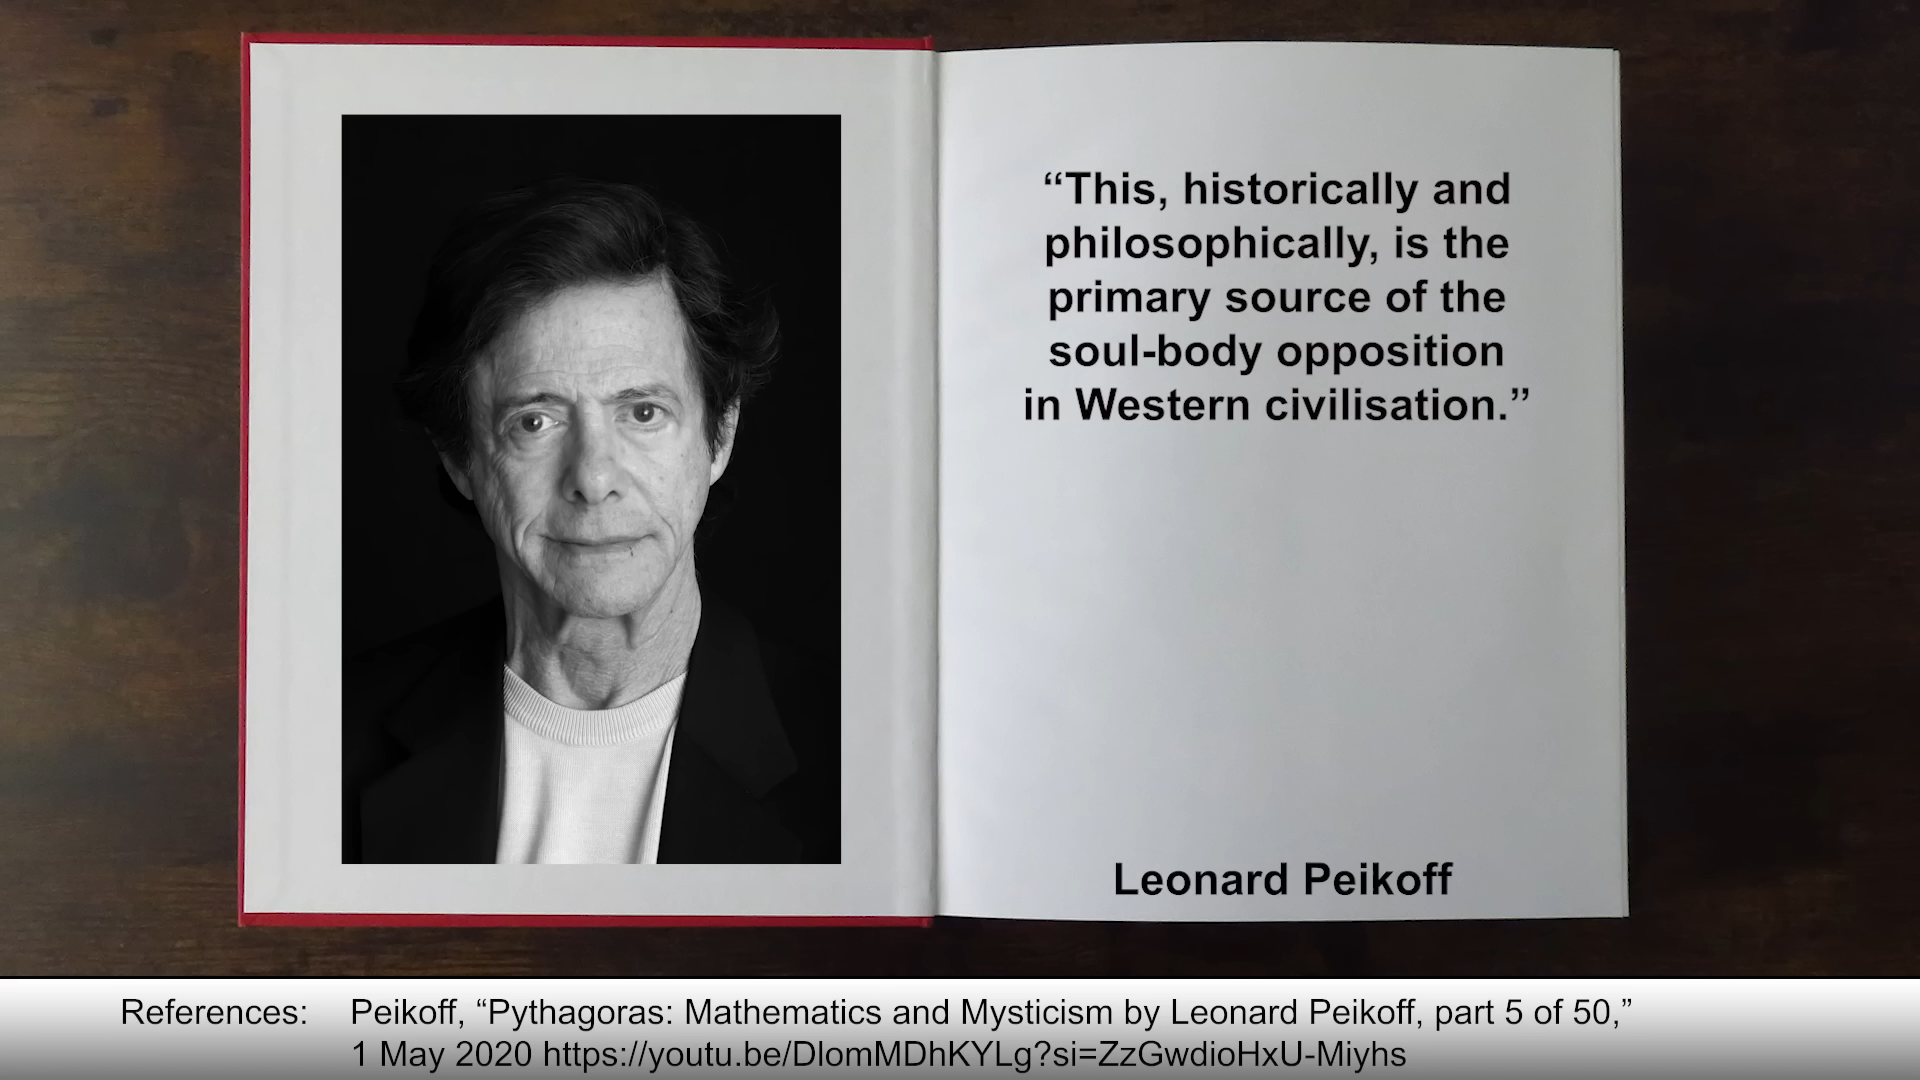 “This, historically and
philosophically, is the
primary source of the
soul-body opposition
in Western civilisation.”
Leonard Peikoff
References: Peikoff, “Pythagoras: Mathematics and Mysticism by Leonard Peikoff, part 5 of 50,”
1 May 2020 https://youtu.be/DlomMDhKYLg?si=ZzGwdioHxU-Miyhs